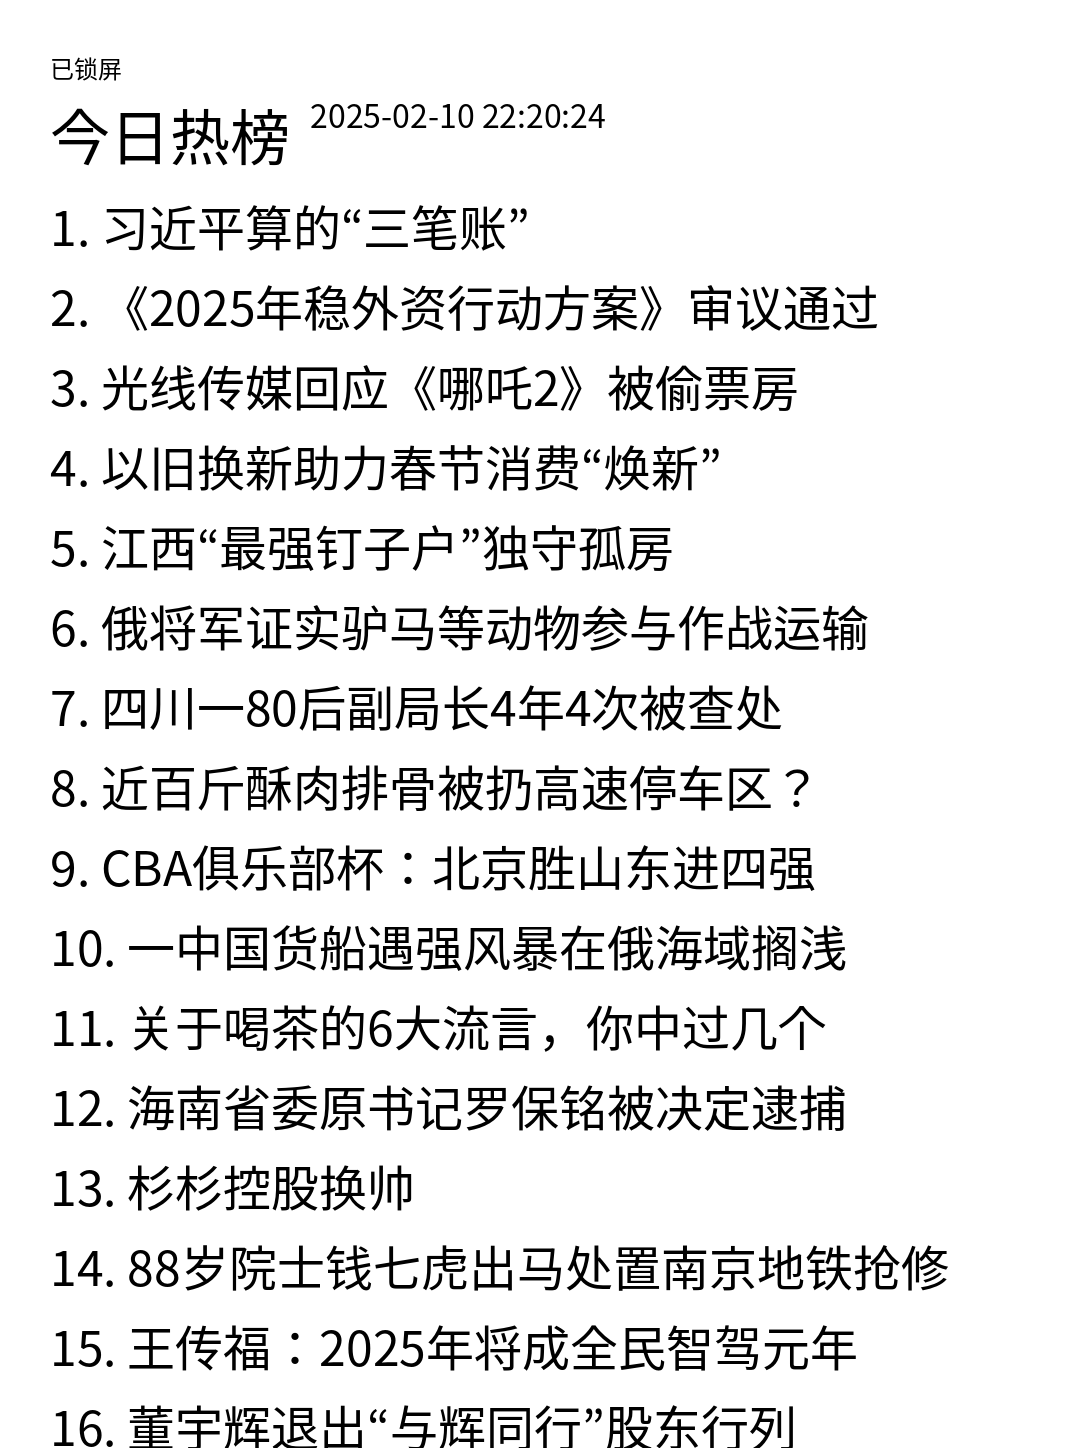 已锁屏
今日热榜 2025-02-10 22:20:24
1. 习近平算的“三笔账”
2. 《2025年稳外资行动方案》审议通过
3. 光线传媒回应《哪吒2》被偷票房
4. 以旧换新助力春节消费“焕新”
5. 江西“最强钉子户”独守孤房
6. 俄将军证实驴马等动物参与作战运输
7. 四川一80后副局长4年4次被查处
8. 近百斤酥肉排骨被扔高速停车区？
9. CBA俱乐部杯：北京胜山东进四强
10. 一中国货船遇强风暴在俄海域搁浅
11. 关于喝茶的6大流言，你中过几个
12. 海南省委原书记罗保铭被决定逮捕
13. 杉杉控股换帅
14. 88岁院士钱七虎出马处置南京地铁抢修
15. 王传福：2025年将成全民智驾元年
16. 董宇辉退出“与辉同行”股东行列